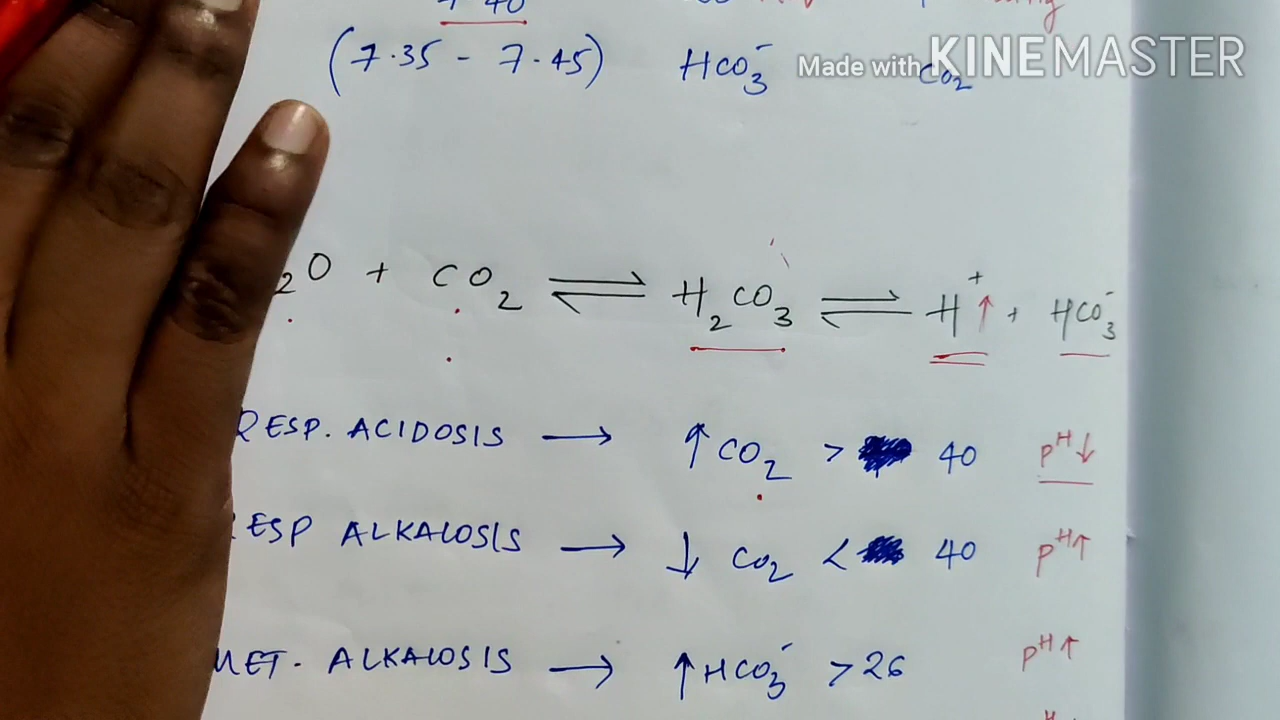 (7.35 - 7.45) HCO3⁻ CO2
Made with KINEMASTER
2O + CO2 ⇌ H2CO3 ⇌ H⁺↑ + HCO3⁻
RESP. ACIDOSIS → ↑CO2 > 40 pH↓
ESP ALKALOSIS → ↓ CO2 < 40 pH↑
MET. ALKALOSIS → ↑HCO3⁻ >26 pH↑